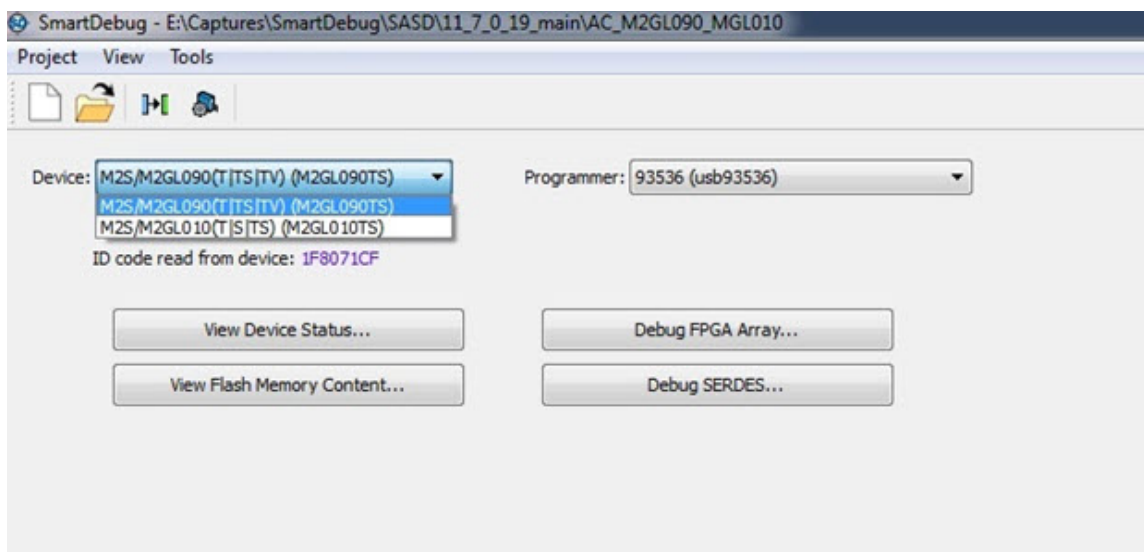 SmartDebug - E:\Captures\SmartDebug\SASD\11_7_0_19_main\AC_M2GL090_MGL010
Project View Tools
Device: M2S/M2GL090(T|TS|TV) (M2GL090TS) Programmer: 93536 (usb93536)
M2S/M2GL090(T|TS|TV) (M2GL090TS)
M2S/M2GL010(T|S|TS) (M2GL010TS)
ID code read from device: 1F8071CF
View Device Status... Debug FPGA Array...
View Flash Memory Content... Debug SERDES...